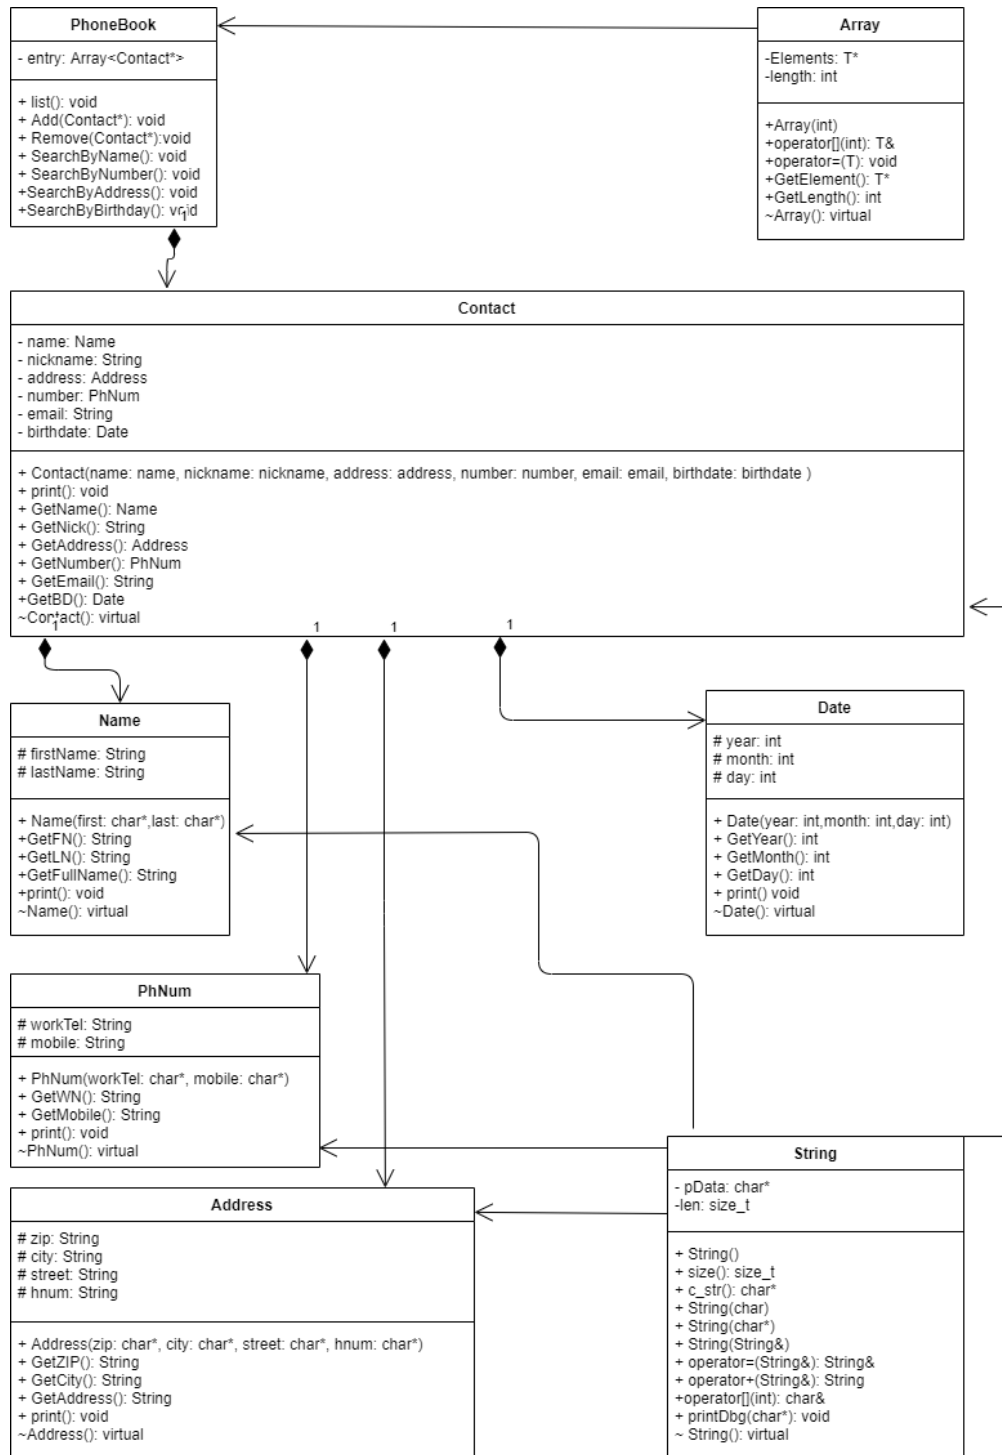 PhoneBook
- entry: Array<Contact*>
+ list(): void
+ Add(Contact*): void
+ Remove(Contact*):void
+ SearchByName(): void
+ SearchByNumber(): void
+SearchByAddress(): void
+SearchByBirthday(): void
1
Array
-Elements: T*
-length: int
+Array(int)
+operator[](int): T&
+operator=(T): void
+GetElement(): T*
+GetLength(): int
~Array(): virtual
Contact
- name: Name
- nickname: String
- address: Address
- number: PhNum
- email: String
- birthdate: Date
+ Contact(name: name, nickname: nickname, address: address, number: number, email: email, birthdate: birthdate )
+ print(): void
+ GetName(): Name
+ GetNick(): String
+ GetAddress(): Address
+ GetNumber(): PhNum
+ GetEmail(): String
+GetBD(): Date
~Contact(): virtual
1
1
1
1
Name
# firstName: String
# lastName: String
+ Name(first: char*,last: char*)
+GetFN(): String
+GetLN(): String
+GetFullName(): String
+print(): void
~Name(): virtual
Date
# year: int
# month: int
# day: int
+ Date(year: int,month: int,day: int)
+ GetYear(): int
+ GetMonth(): int
+ GetDay(): int
+ print() void
~Date(): virtual
PhNum
# workTel: String
# mobile: String
+ PhNum(workTel: char*, mobile: char*)
+ GetWN(): String
+ GetMobile(): String
+ print(): void
~PhNum(): virtual
Address
# zip: String
# city: String
# street: String
# hnum: String
+ Address(zip: char*, city: char*, street: char*, hnum: char*)
+ GetZIP(): String
+ GetCity(): String
+ GetAddress(): String
+ print(): void
~Address(): virtual
String
- pData: char*
-len: size_t
+ String()
+ size(): size_t
+ c_str(): char*
+ String(char)
+ String(char*)
+ String(String&)
+ operator=(String&): String&
+ operator+(String&): String
+operator[](int): char&
+ printDbg(char*): void
~ String(): virtual